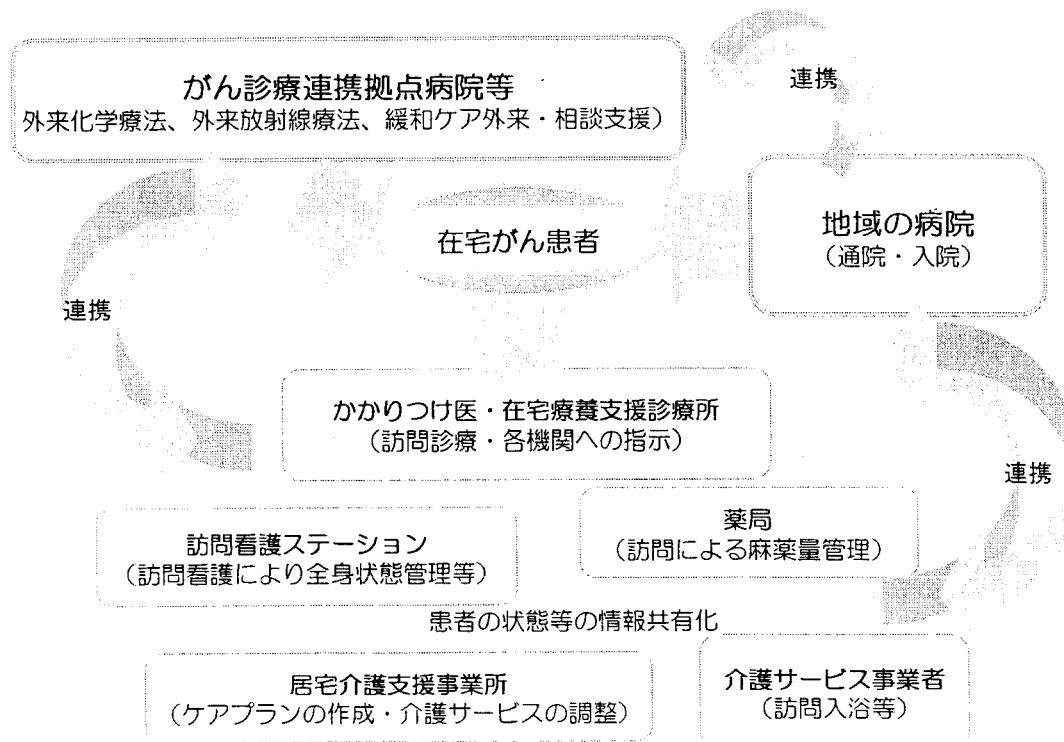 がん診療連携拠点病院等
外来化学療法、外来放射線療法、緩和ケア外来・相談支援）
連携
地域の病院
（通院・入院）
在宅がん患者
連携
かかりつけ医・在宅療養支援診療所
（訪問診療・各機関への指示）
連携
訪問看護ステーション
（訪問看護により全身状態管理等）
薬局
（訪問による麻薬量管理）
患者の状態等の情報共有化
居宅介護支援事業所
（ケアプランの作成・介護サービスの調整）
介護サービス事業者
（訪問入浴等）